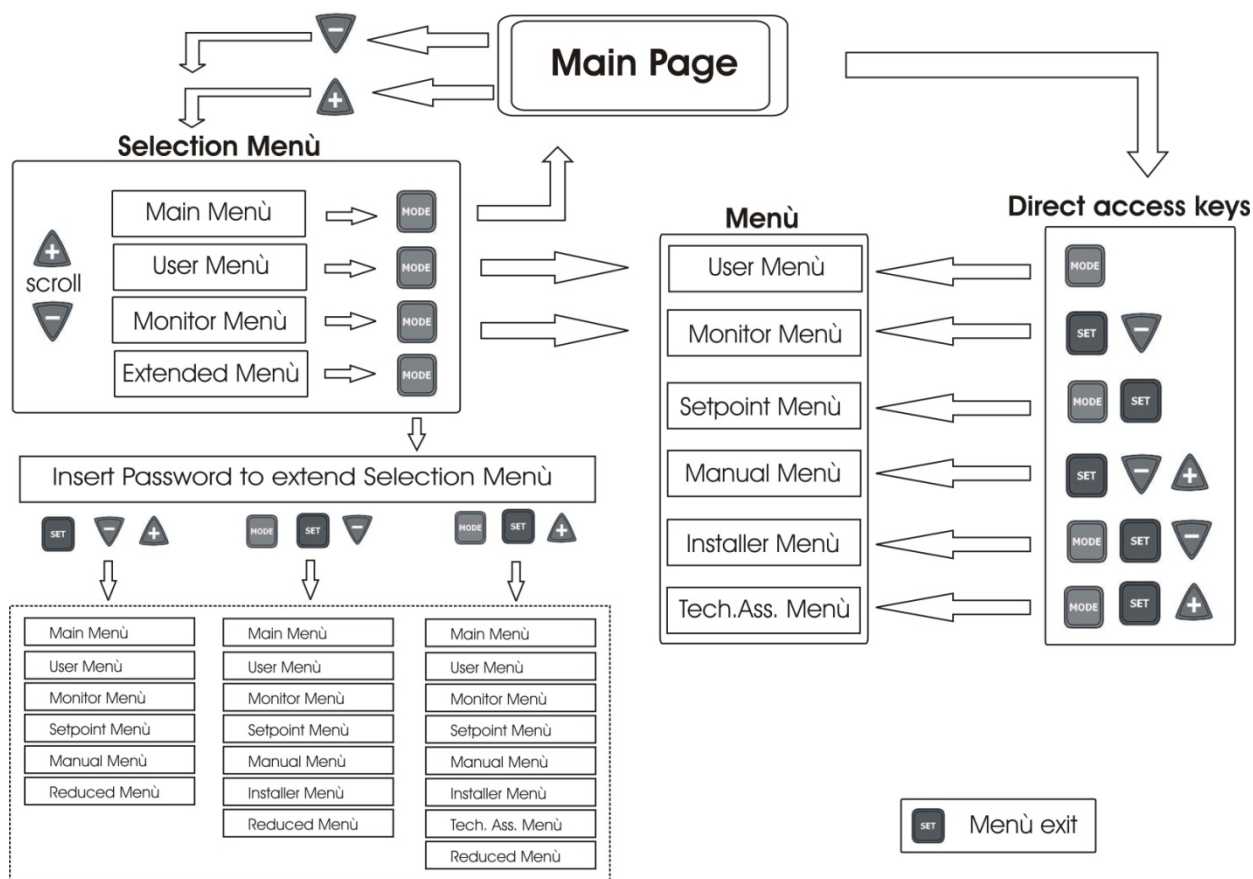 Main Page
Selection Menù
Main Menù
MODE
User Menù
MODE
Monitor Menù
MODE
Extended Menù
MODE
+
scroll
−
Insert Password to extend Selection Menù
SET − +
MODE SET −
MODE SET +
Main Menù
User Menù
Monitor Menù
Setpoint Menù
Manual Menù
Reduced Menù
Main Menù
User Menù
Monitor Menù
Setpoint Menù
Manual Menù
Installer Menù
Reduced Menù
Main Menù
User Menù
Monitor Menù
Setpoint Menù
Manual Menù
Installer Menù
Tech. Ass. Menù
Reduced Menù
−
+
Menù
User Menù
Monitor Menù
Setpoint Menù
Manual Menù
Installer Menù
Tech.Ass. Menù
Direct access keys
MODE
SET −
MODE SET
SET − +
MODE SET −
MODE SET +
SET Menù exit